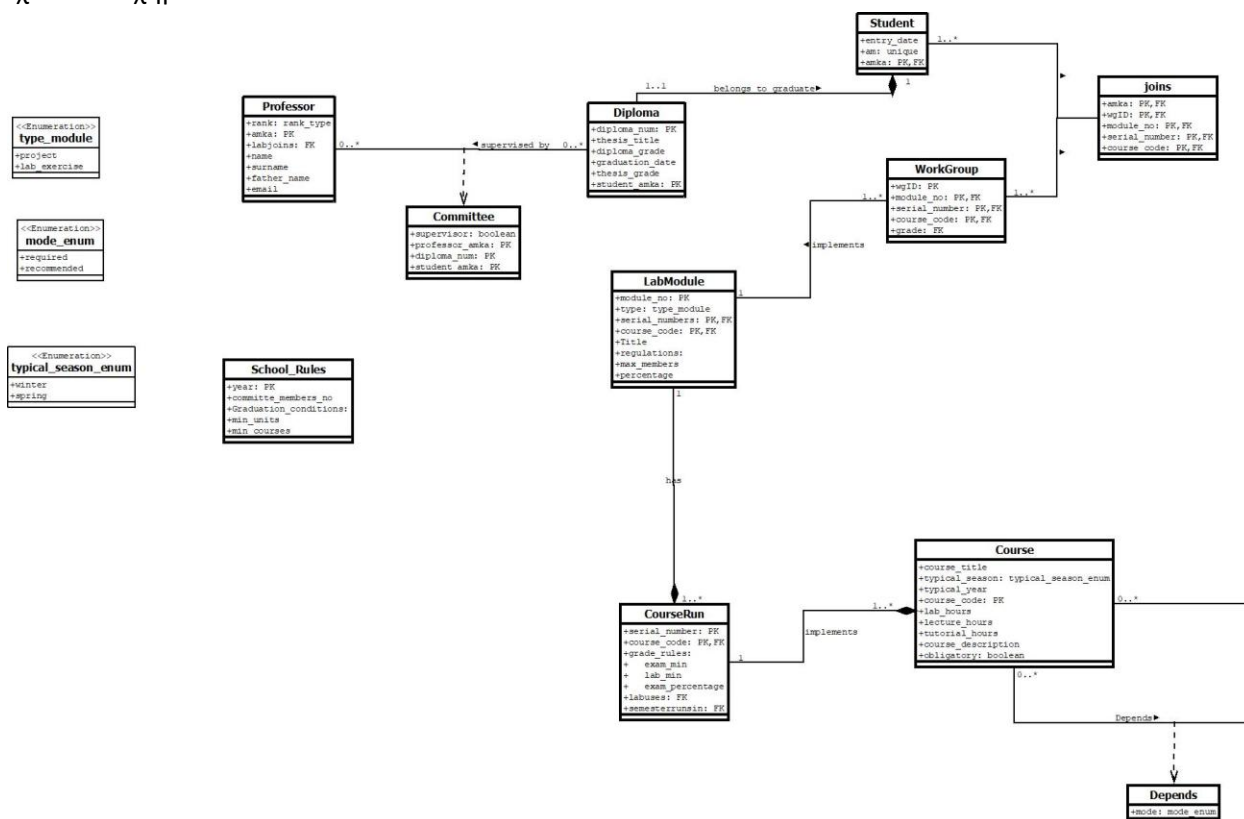 Student
+entry_date
+am: unique
+amka: PK,FK
1..*
1
1..1
belongs to graduate►
joins
+amka: PK,FK
+wgID: PK,FK
+module_no: PK,FK
+serial_number: PK,FK
+course code: PK,FK
Professor
+rank: rank_type
+amka: PK
+labjoins: FK
+name
+surname
+father_name
+email
0..*
◄ supervised by
0..*
Diploma
+diploma_num: PK
+thesis_title
+diploma_grade
+graduation_date
+thesis_grade
+student_amka: PK
<<Enumeration>>
type_module
+project
+lab_exercise
WorkGroup
+wgID: PK
+module_no: PK,FK
+serial_number: PK,FK
+course_code: PK,FK
+grade: FK
1..*
1..*
Committee
+supervisor: boolean
+professor_amka: PK
+diploma_num: PK
+student_amka: PK
<<Enumeration>>
mode_enum
+required
+recommended
◄implements
LabModule
+module_no: PK
+type: type_module
+serial_numbers: PK,FK
+course_code: PK,FK
+Title
+regulations:
+max_members
+percentage
1
1
<<Enumeration>>
typical_season_enum
+winter
+spring
School_Rules
+year: PK
+committe_members_no
+Graduation_conditions:
+min_units
+min_courses
has
1..*
Course
+course_title
+typical_season: typical_season_enum
+typical_year
+course_code: PK
+lab_hours
+lecture_hours
+tutorial_hours
+course_description
+obligatory: boolean
1..*
0..*
0..*
implements
CourseRun
+serial_number: PK
+course_code: PK,FK
+grade_rules:
+ exam_min
+ lab_min
+ exam_percentage
+labuses: FK
+semesterrunsin: FK
1
Depends►
Depends
+mode: mode_enum